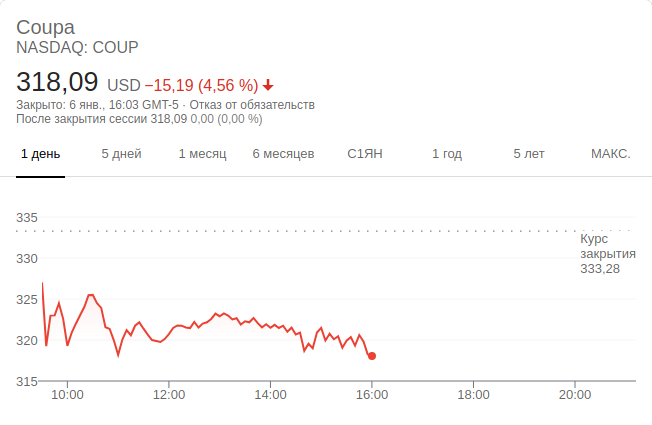 Coupa
NASDAQ: COUP
318,09 USD −15,19 (4,56 %)
Закрыто: 6 янв., 16:03 GMT-5 · Отказ от обязательств
После закрытия сессии 318,09 0,00 (0,00 %)
1 день 5 дней 1 месяц 6 месяцев С1ЯН 1 год 5 лет МАКС.
335
Курс
закрытия
333,28
330
325
320
315
10:00 12:00 14:00 16:00 18:00 20:00